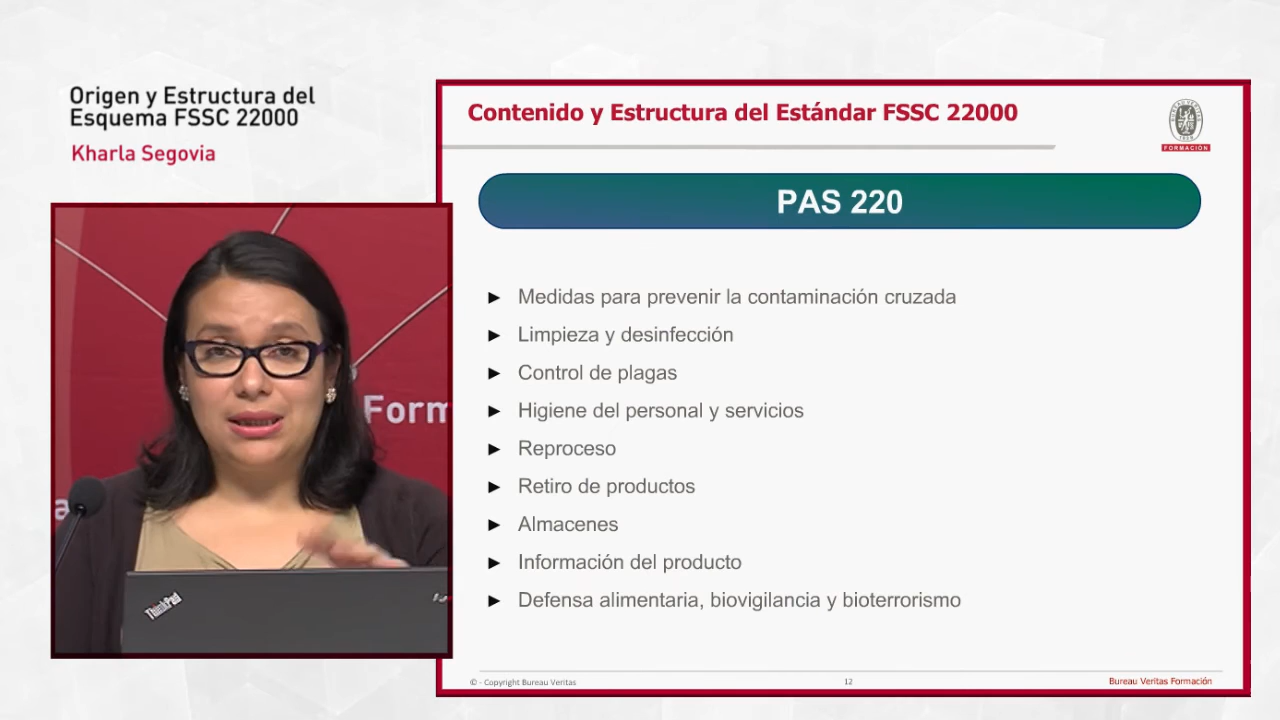 Origen y Estructura del
Esquema FSSC 22000
Kharla Segovia
Contenido y Estructura del Estándar FSSC 22000
FORMACIÓN
PAS 220
► Medidas para prevenir la contaminación cruzada
► Limpieza y desinfección
► Control de plagas
► Higiene del personal y servicios
► Reproceso
► Retiro de productos
► Almacenes
► Información del producto
► Defensa alimentaria, biovigilancia y bioterrorismo
Form
ThinkPad
© - Copyright Bureau Veritas
12
Bureau Veritas Formación